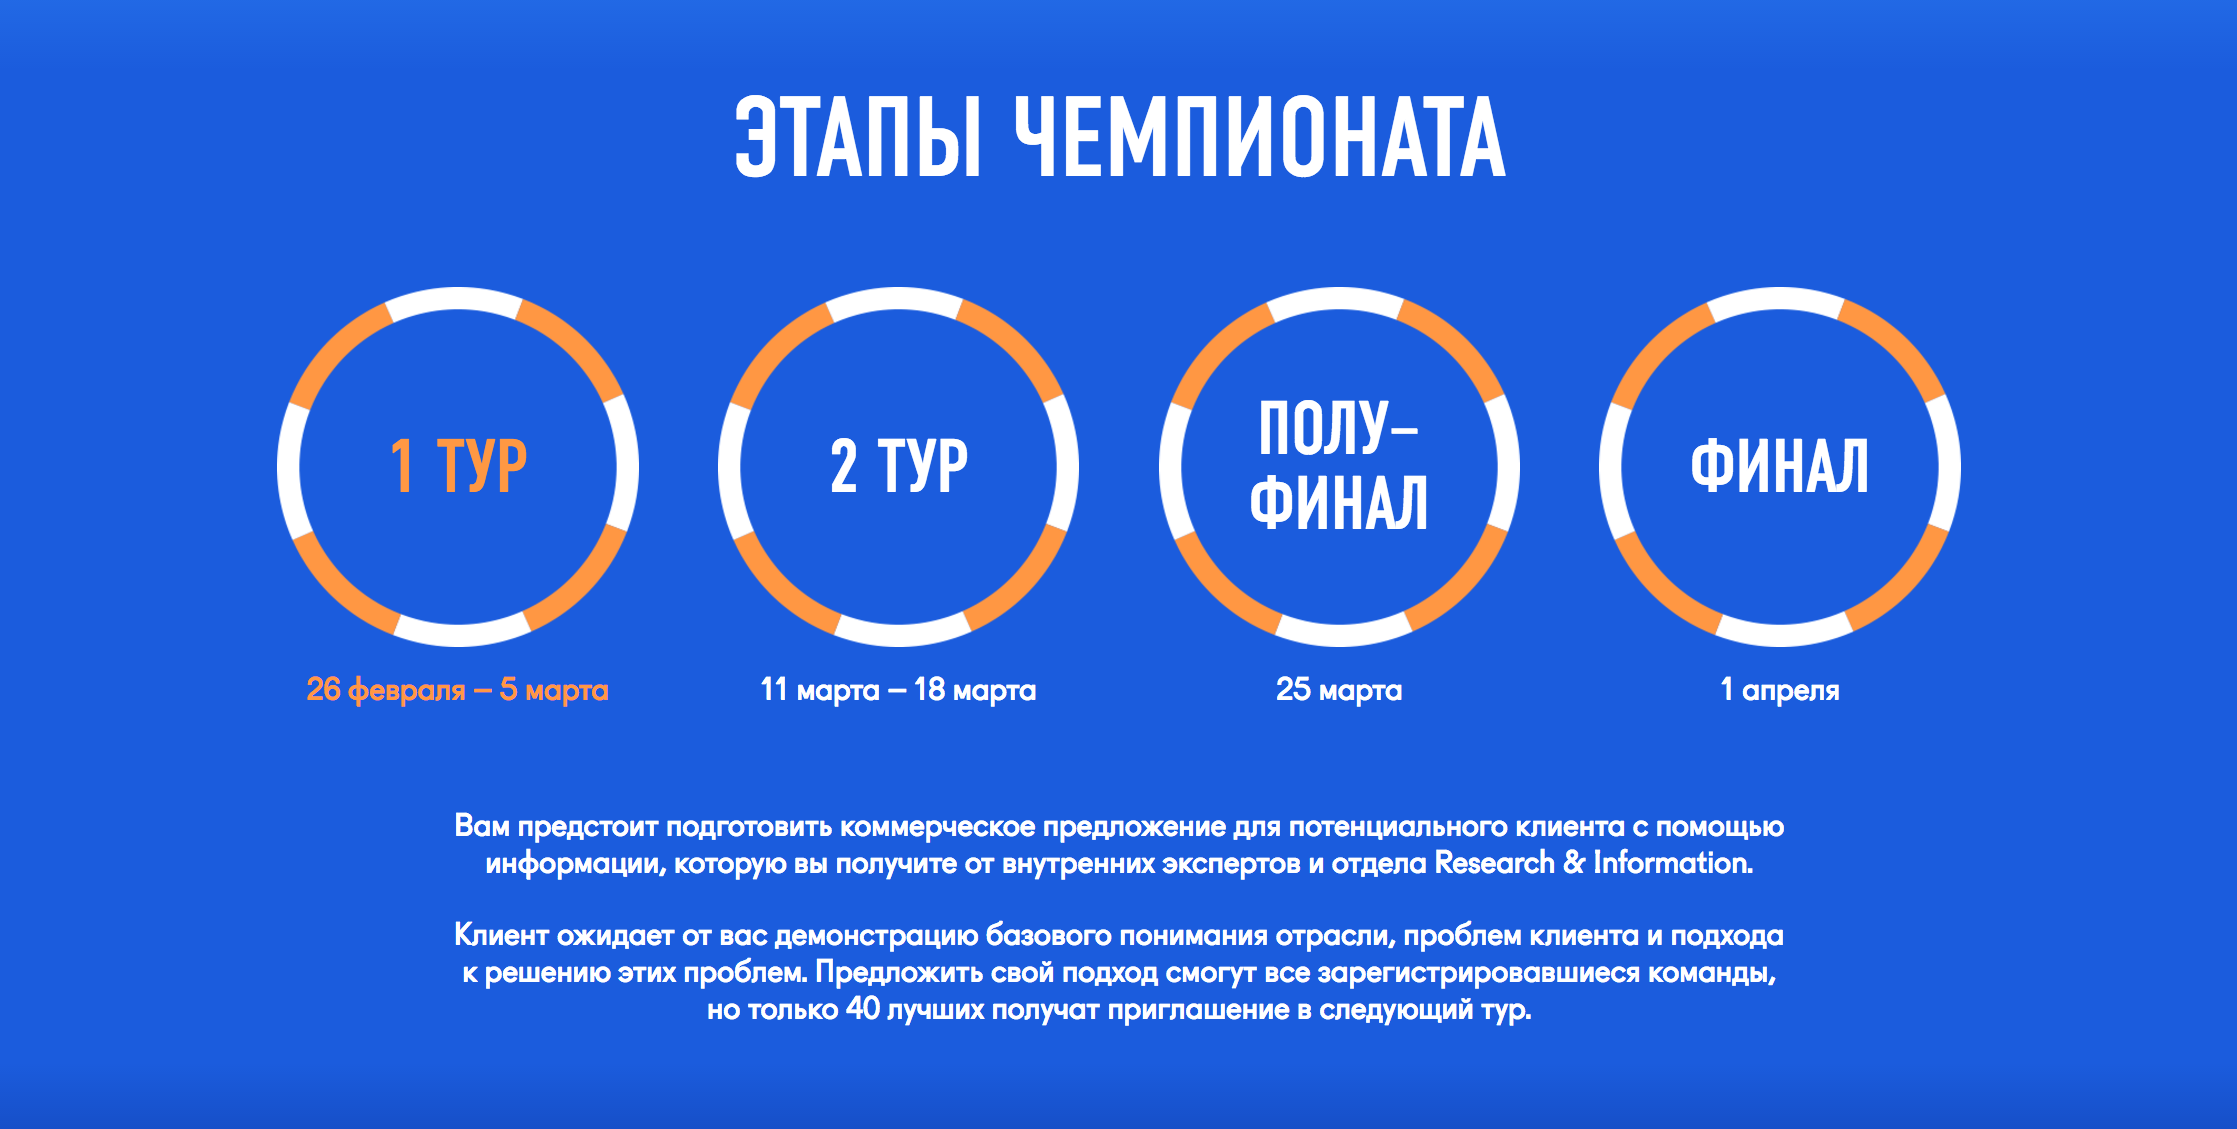 ЭТАПЫ ЧЕМПИОНАТА
1 ТУР
2 ТУР
ПОЛУ–
ФИНАЛ
ФИНАЛ
26 февраля – 5 марта
11 марта – 18 марта
25 марта
1 апреля
Вам предстоит подготовить коммерческое предложение для потенциального клиента с помощью
информации, которую вы получите от внутренних экспертов и отдела Research & Information.
Клиент ожидает от вас демонстрацию базового понимания отрасли, проблем клиента и подхода
к решению этих проблем. Предложить свой подход смогут все зарегистрировавшиеся команды,
но только 40 лучших получат приглашение в следующий тур.